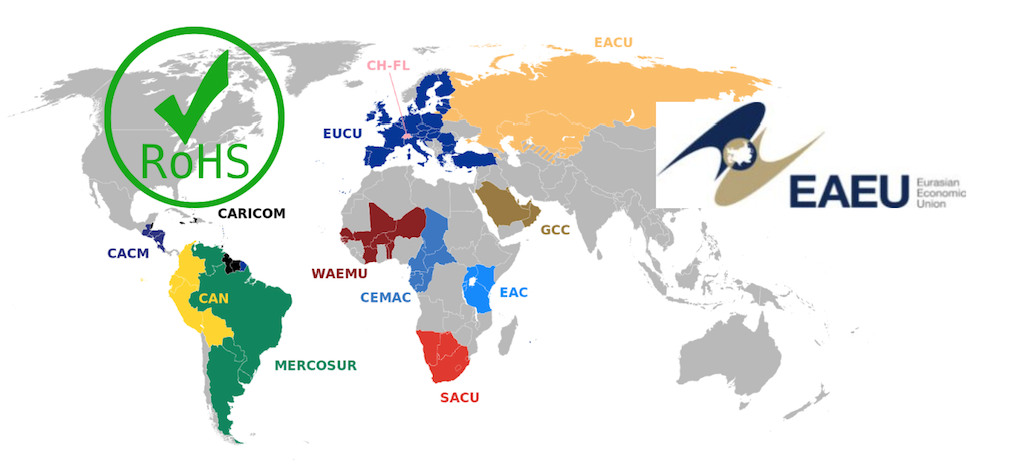 EACU
CH-FL
RoHS
EUCU
EAEU
Eurasian
Economic
Union
CARICOM
CACM
GCC
WAEMU
CEMAC
CAN
EAC
MERCOSUR
SACU